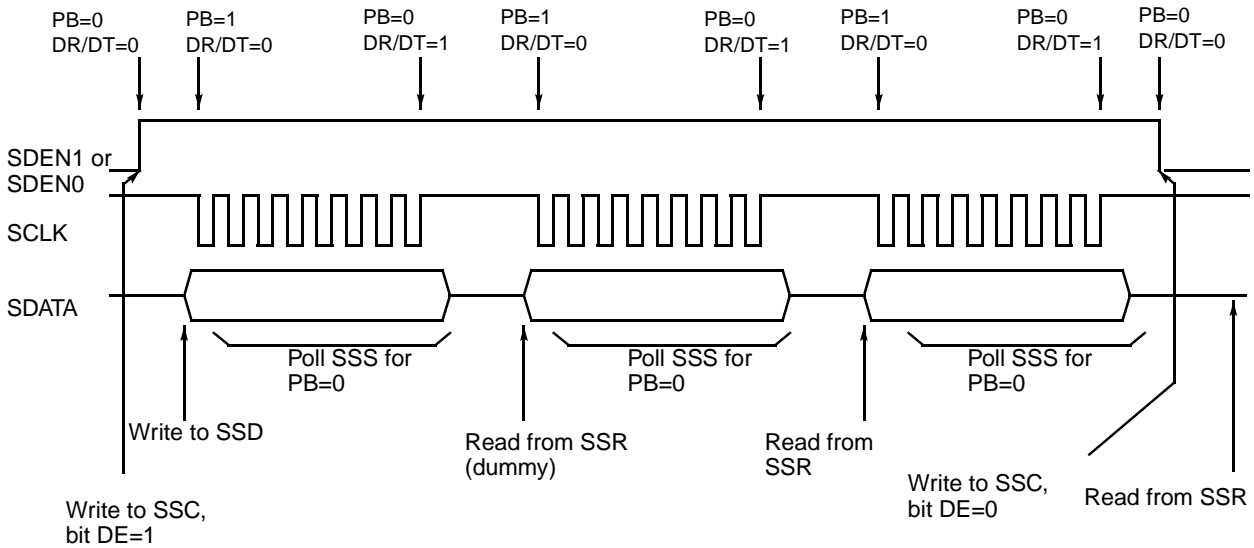 PB=0 PB=1 PB=0 PB=1 PB=0 PB=1 PB=0 PB=0
DR/DT=0 DR/DT=0 DR/DT=1 DR/DT=0 DR/DT=1 DR/DT=0 DR/DT=1 DR/DT=0
SDEN1 or
SDEN0
SCLK
SDATA
Poll SSS for
PB=0
Poll SSS for
PB=0
Poll SSS for
PB=0
Write to SSD
Read from SSR
(dummy)
Read from
SSR
Write to SSC,
bit DE=1
Write to SSC,
bit DE=0
Read from SSR